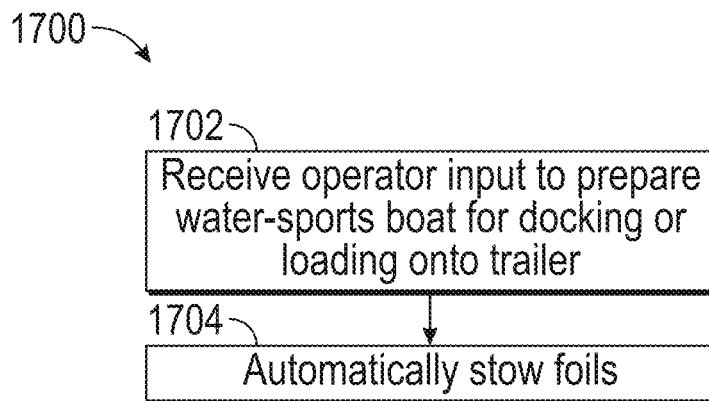 1700
1702
Receive operator input to prepare
water-sports boat for docking or
loading onto trailer
1704
Automatically stow foils